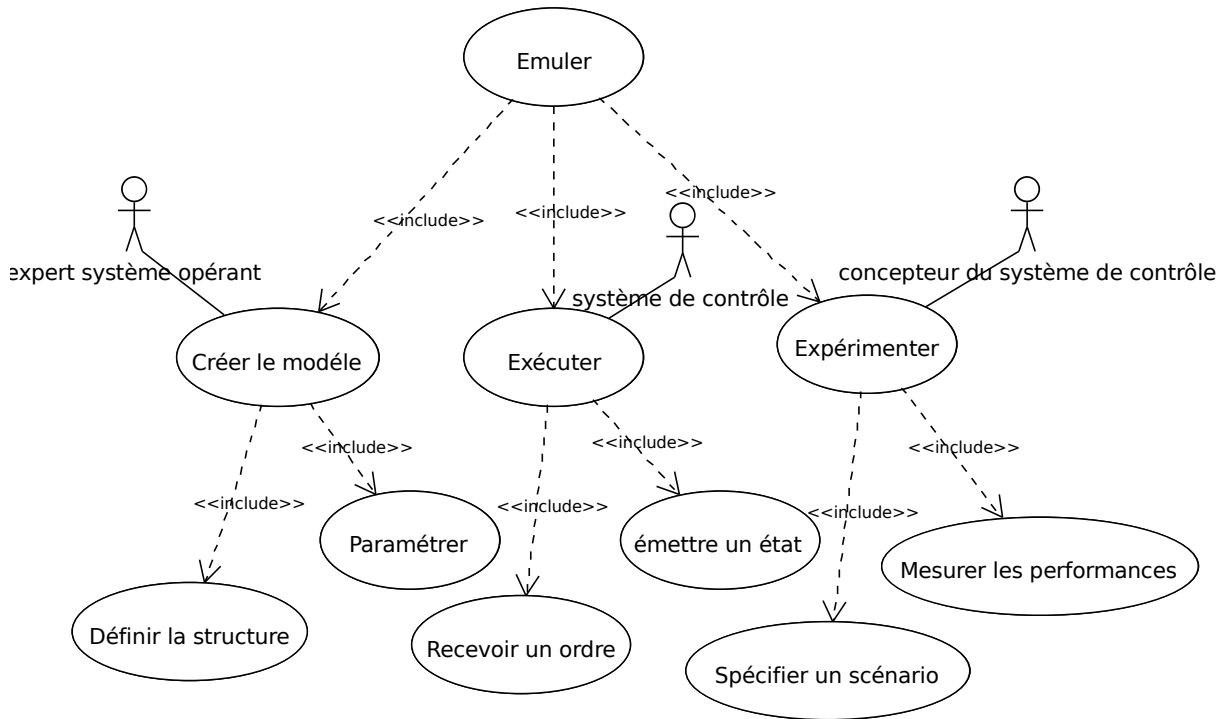 Emuler
<<include>>
<<include>>
<<include>>
expert système opérant
système de contrôle
concepteur du système de contrôle
Créer le modéle
Exécuter
Expérimenter
<<include>>
<<include>>
<<include>>
<<include>>
<<include>>
<<include>>
Paramétrer
émettre un état
Mesurer les performances
Définir la structure
Recevoir un ordre
Spécifier un scénario